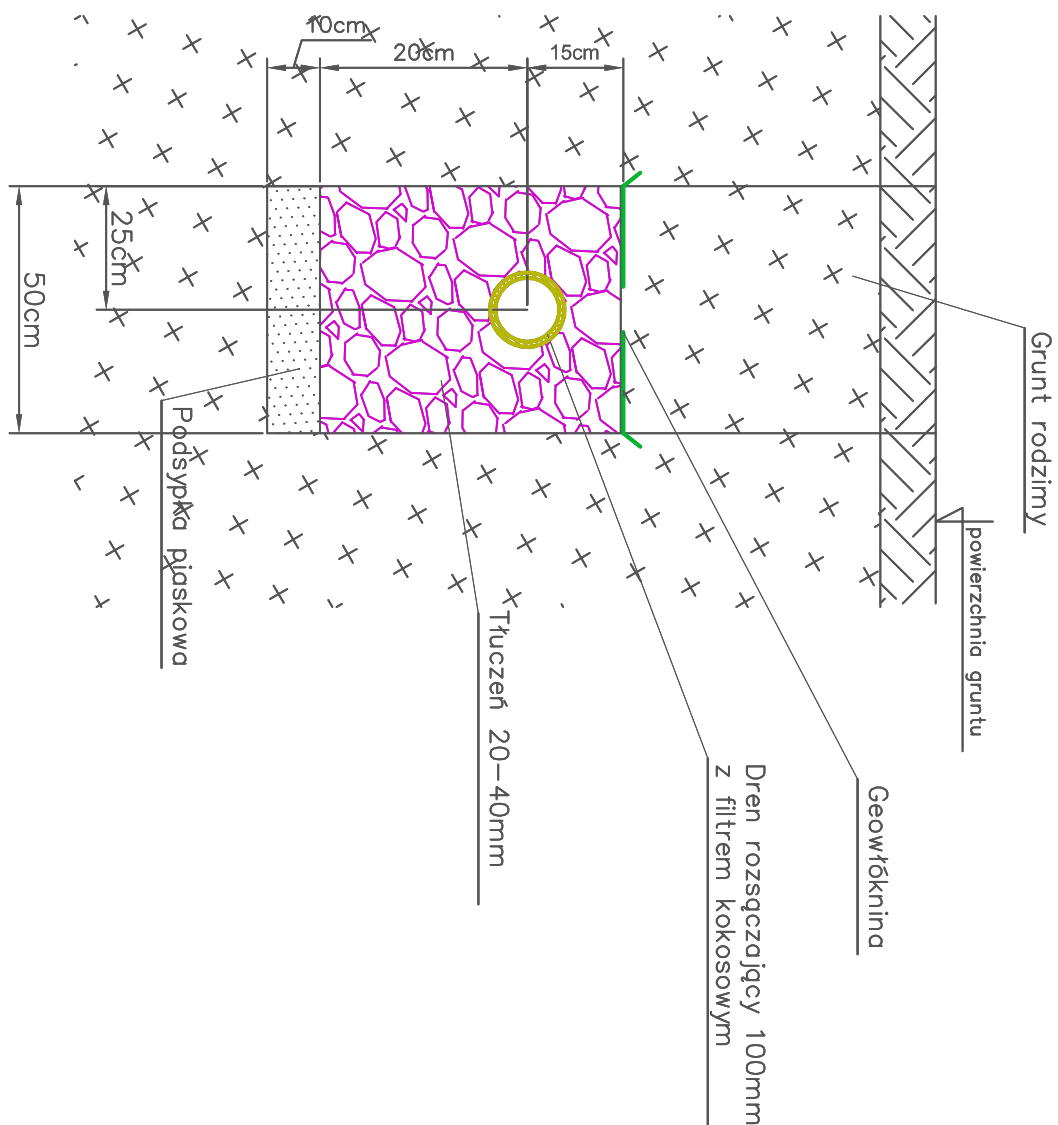 10cm
20cm
15cm
25cm
50cm
Grunt rodzimy
powierzchnia gruntu
Podsypka piaskowa
Tłuczeń 20-40mm
Dren rozsączający 100mm
z filtrem kokosowym
Geowłóknina